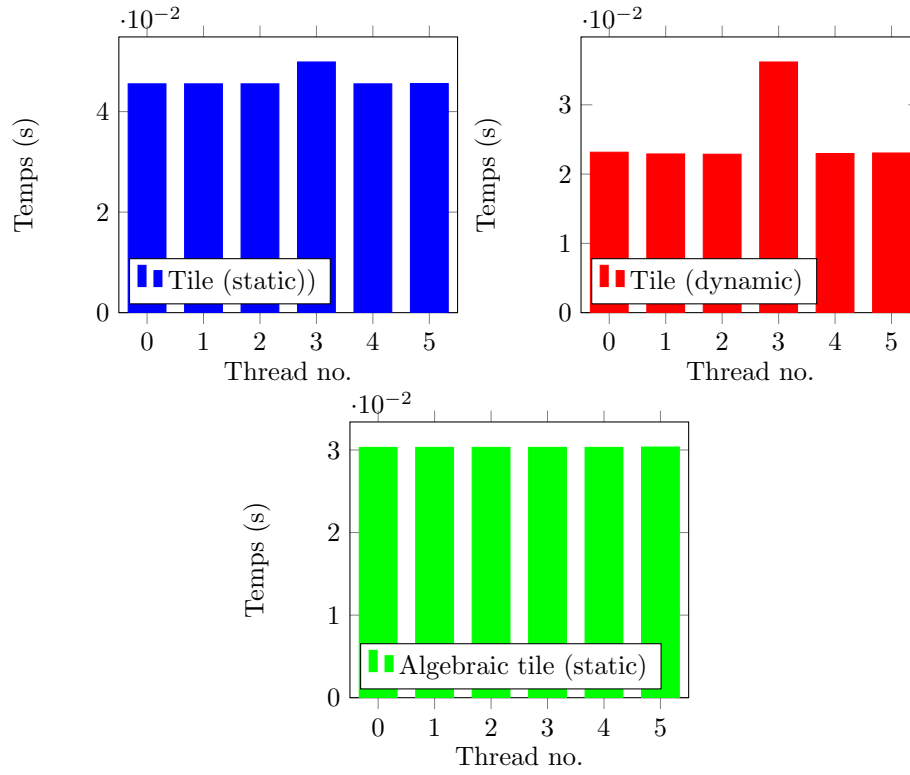 ·10⁻²
4
2
0
Temps (s)
Tile (static))
0 1 2 3 4 5
Thread no.
·10⁻²
3
2
1
0
Temps (s)
Tile (dynamic)
0 1 2 3 4 5
Thread no.
·10⁻²
3
2
1
0
Temps (s)
Algebraic tile (static)
0 1 2 3 4 5
Thread no.